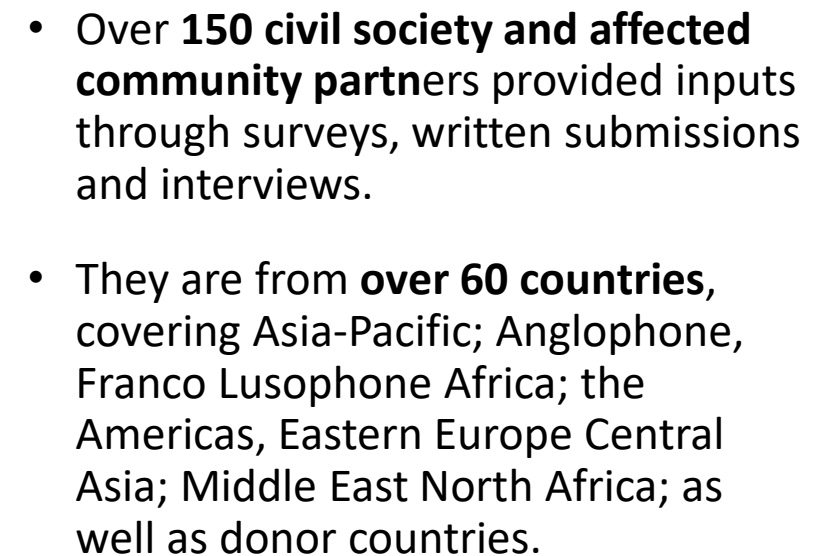 • Over 150 civil society and affected
community partners provided inputs
through surveys, written submissions
and interviews.
• They are from over 60 countries,
covering Asia-Pacific; Anglophone,
Franco Lusophone Africa; the
Americas, Eastern Europe Central
Asia; Middle East North Africa; as
well as donor countries.